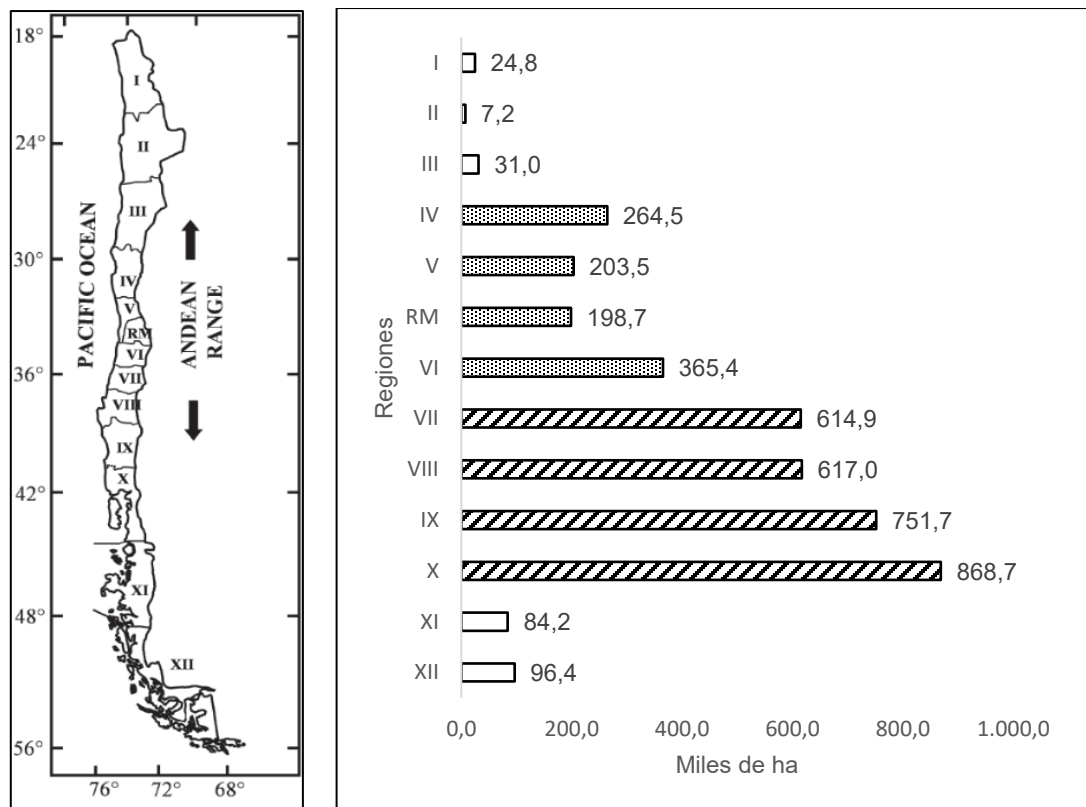 18°
24°
30°
36°
42°
48°
56°
76°
72°
68°
PACIFIC OCEAN
ANDEAN
RANGE
I
II
III
IV
V
RM
VI
VII
VIII
IX
X
XI
XII
Regiones
I 24,8
II 7,2
III 31,0
IV 264,5
V 203,5
RM 198,7
VI 365,4
VII 614,9
VIII 617,0
IX 751,7
X 868,7
XI 84,2
XII 96,4
0,0 200,0 400,0 600,0 800,0 1.000,0
Miles de ha